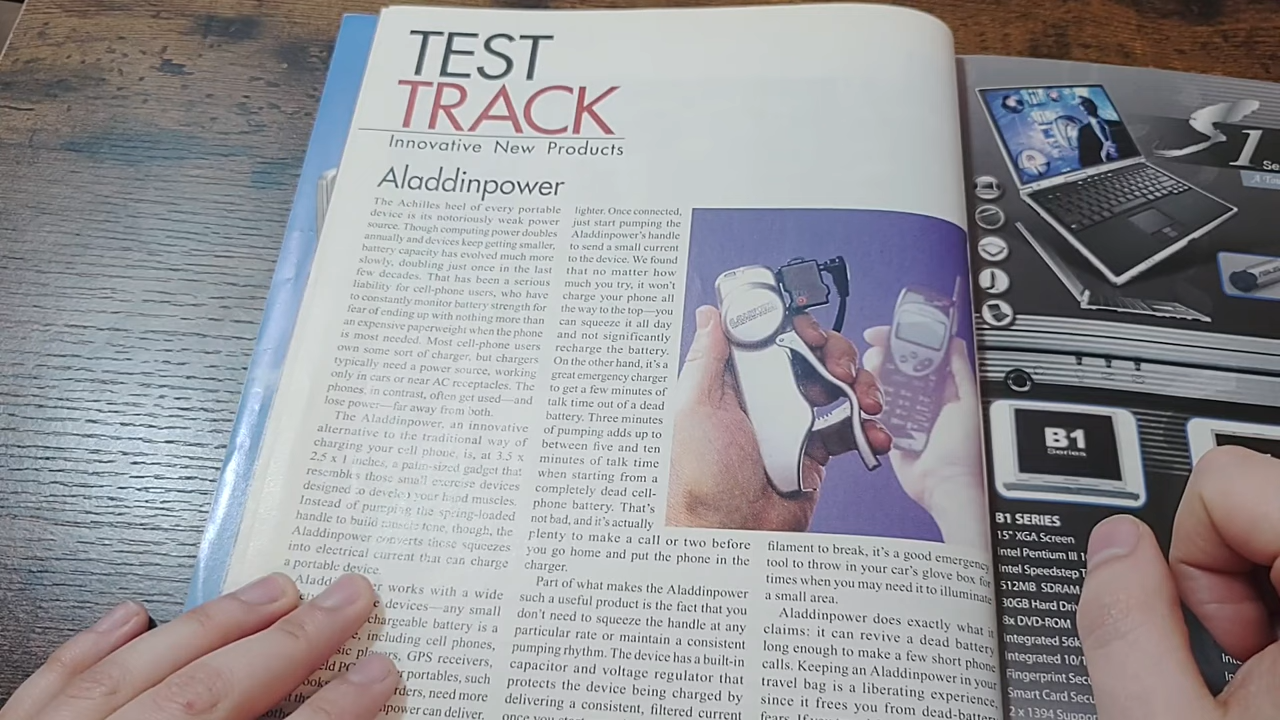 TEST
TRACK
Innovative New Products
Aladdinpower
The Achilles heel of every portable
device is its notoriously weak power
source. Though computing power doubles
annually and devices keep getting smaller,
battery capacity has evolved much more
slowly, doubling just once in the last
few decades. That has been a serious
liability for cell-phone users, who have
to constantly monitor battery strength for
fear of ending up with nothing more than
an expensive paperweight when the phone
is most needed. Most cell-phone users
own some sort of charger, but chargers
typically need a power source, working
only in cars or near AC receptacles. The
phones, in contrast, often get used—and
lose power—far away from both.
The Aladdinpower, an innovative
alternative to the traditional way of
charging your cell phone, is, at 3.5 x
2.5 x 1 inches, a palm-sized gadget that
resembles those small exercise devices
designed to develop your hand muscles.
Instead of pumping the spring-loaded
handle to build muscle tone, though, the
Aladdinpower converts those squeezes
into electrical current that can charge
a portable device.
works with a wide
devices—any small
chargeable battery is a
including cell phones,
players, GPS receivers,
portables, such
need more
can deliver.
lighter. Once connected,
just start pumping the
Aladdinpower's handle
to send a small current
to the device. We found
that no matter how
much you try, it won't
charge your phone all
the way to the top—you
can squeeze it all day
and not significantly
recharge the battery.
On the other hand, it's a
great emergency charger
to get a few minutes of
talk time out of a dead
battery. Three minutes
of pumping adds up to
between five and ten
minutes of talk time
when starting from a
completely dead cell-
phone battery. That's
not bad, and it's actually
plenty to make a call or two before
you go home and put the phone in the
charger.
Part of what makes the Aladdinpower
such a useful product is the fact that you
don't need to squeeze the handle at any
particular rate or maintain a consistent
pumping rhythm. The device has a built-in
capacitor and voltage regulator that
protects the device being charged by
delivering a consistent, filtered current
once you
filament to break, it's a good emergency
tool to throw in your car's glove box for
times when you may need it to illuminate
a small area.
Aladdinpower does exactly what it
claims: it can revive a dead battery
long enough to make a few short phone
calls. Keeping an Aladdinpower in your
travel bag is a liberating experience,
since it frees you from dead-battery
fears.
1
B1
Series
B1 SERIES
15" XGA Screen
Intel Pentium III
Intel Speedstep
512MB SDRAM
30GB Hard
8x DVD-ROM
Integrated 56k
Integrated 10/1
Fingerprint
Smart Card
2 x 1394